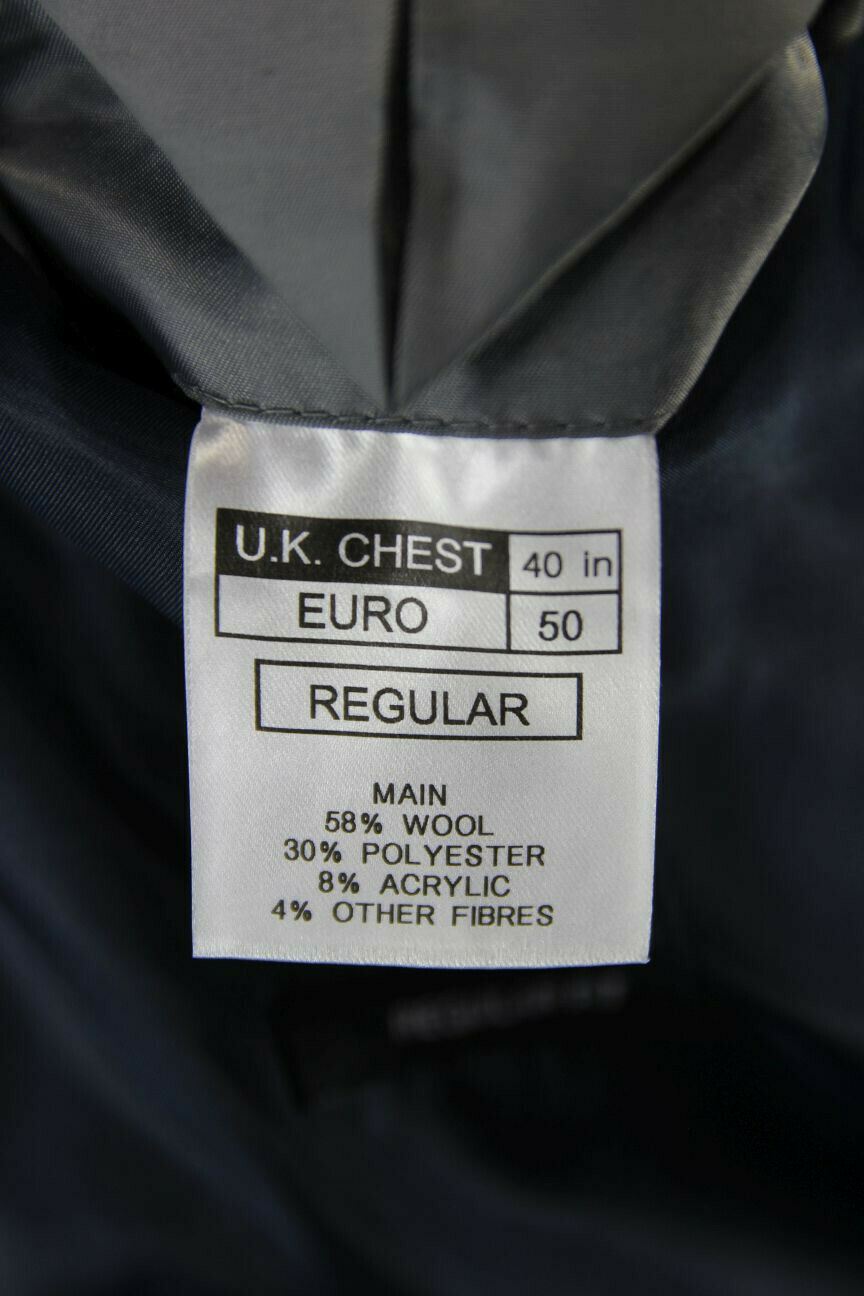 U.K. CHEST 40 in
EURO 50
REGULAR
MAIN
58% WOOL
30% POLYESTER
8% ACRYLIC
4% OTHER FIBRES